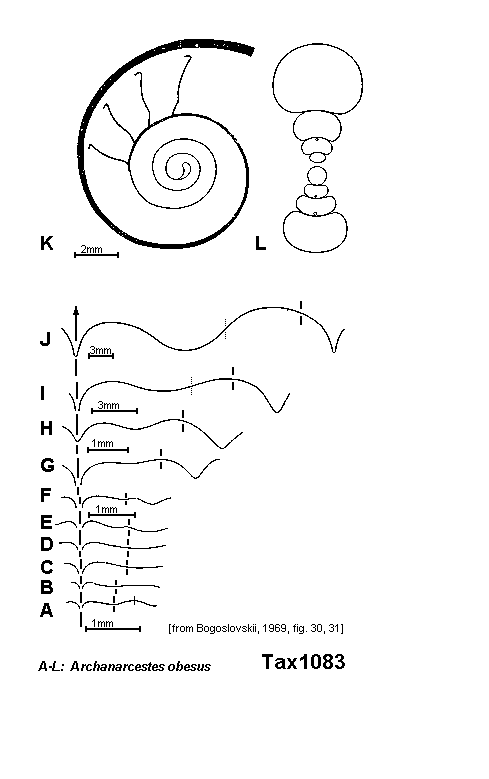 K
2mm
L
J
3mm
I
3mm
H
1mm
G
F
1mm
E
D
C
B
A
1mm
[from Bogoslovskii, 1969, fig. 30, 31]
A-L: Archanarcestes obesus
Tax1083